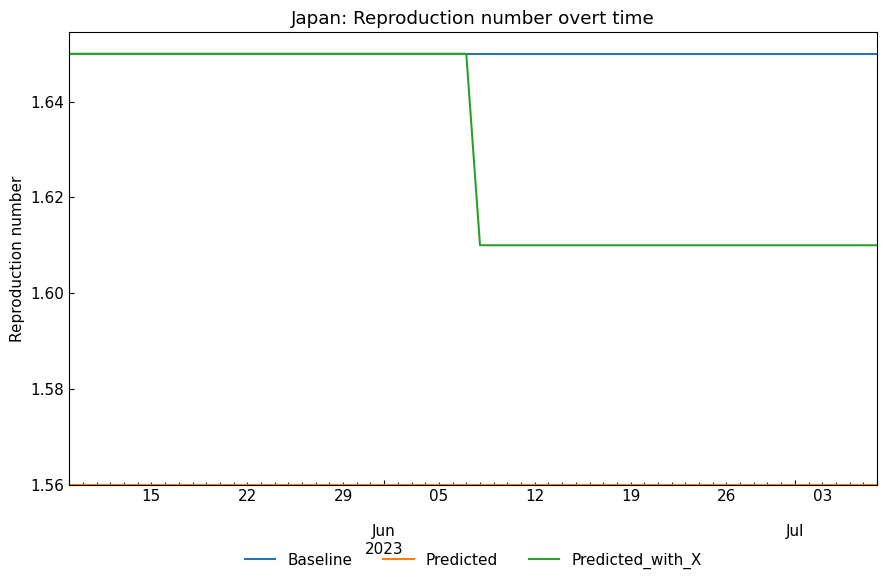 Japan: Reproduction number overt time
Reproduction number
1.64
1.62
1.60
1.58
1.56
15 22 29 05 12 19 26 03
Jun Jul
2023
Baseline Predicted Predicted_with_X